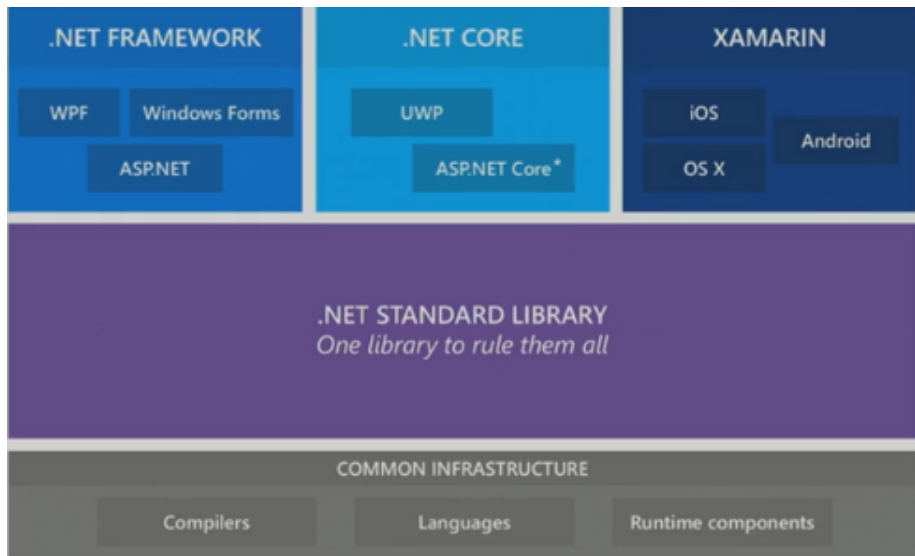 .NET FRAMEWORK
WPF
Windows Forms
ASP.NET
.NET CORE
UWP
ASP.NET Core*
XAMARIN
iOS
Android
OS X
.NET STANDARD LIBRARY
One library to rule them all
COMMON INFRASTRUCTURE
Compilers
Languages
Runtime components